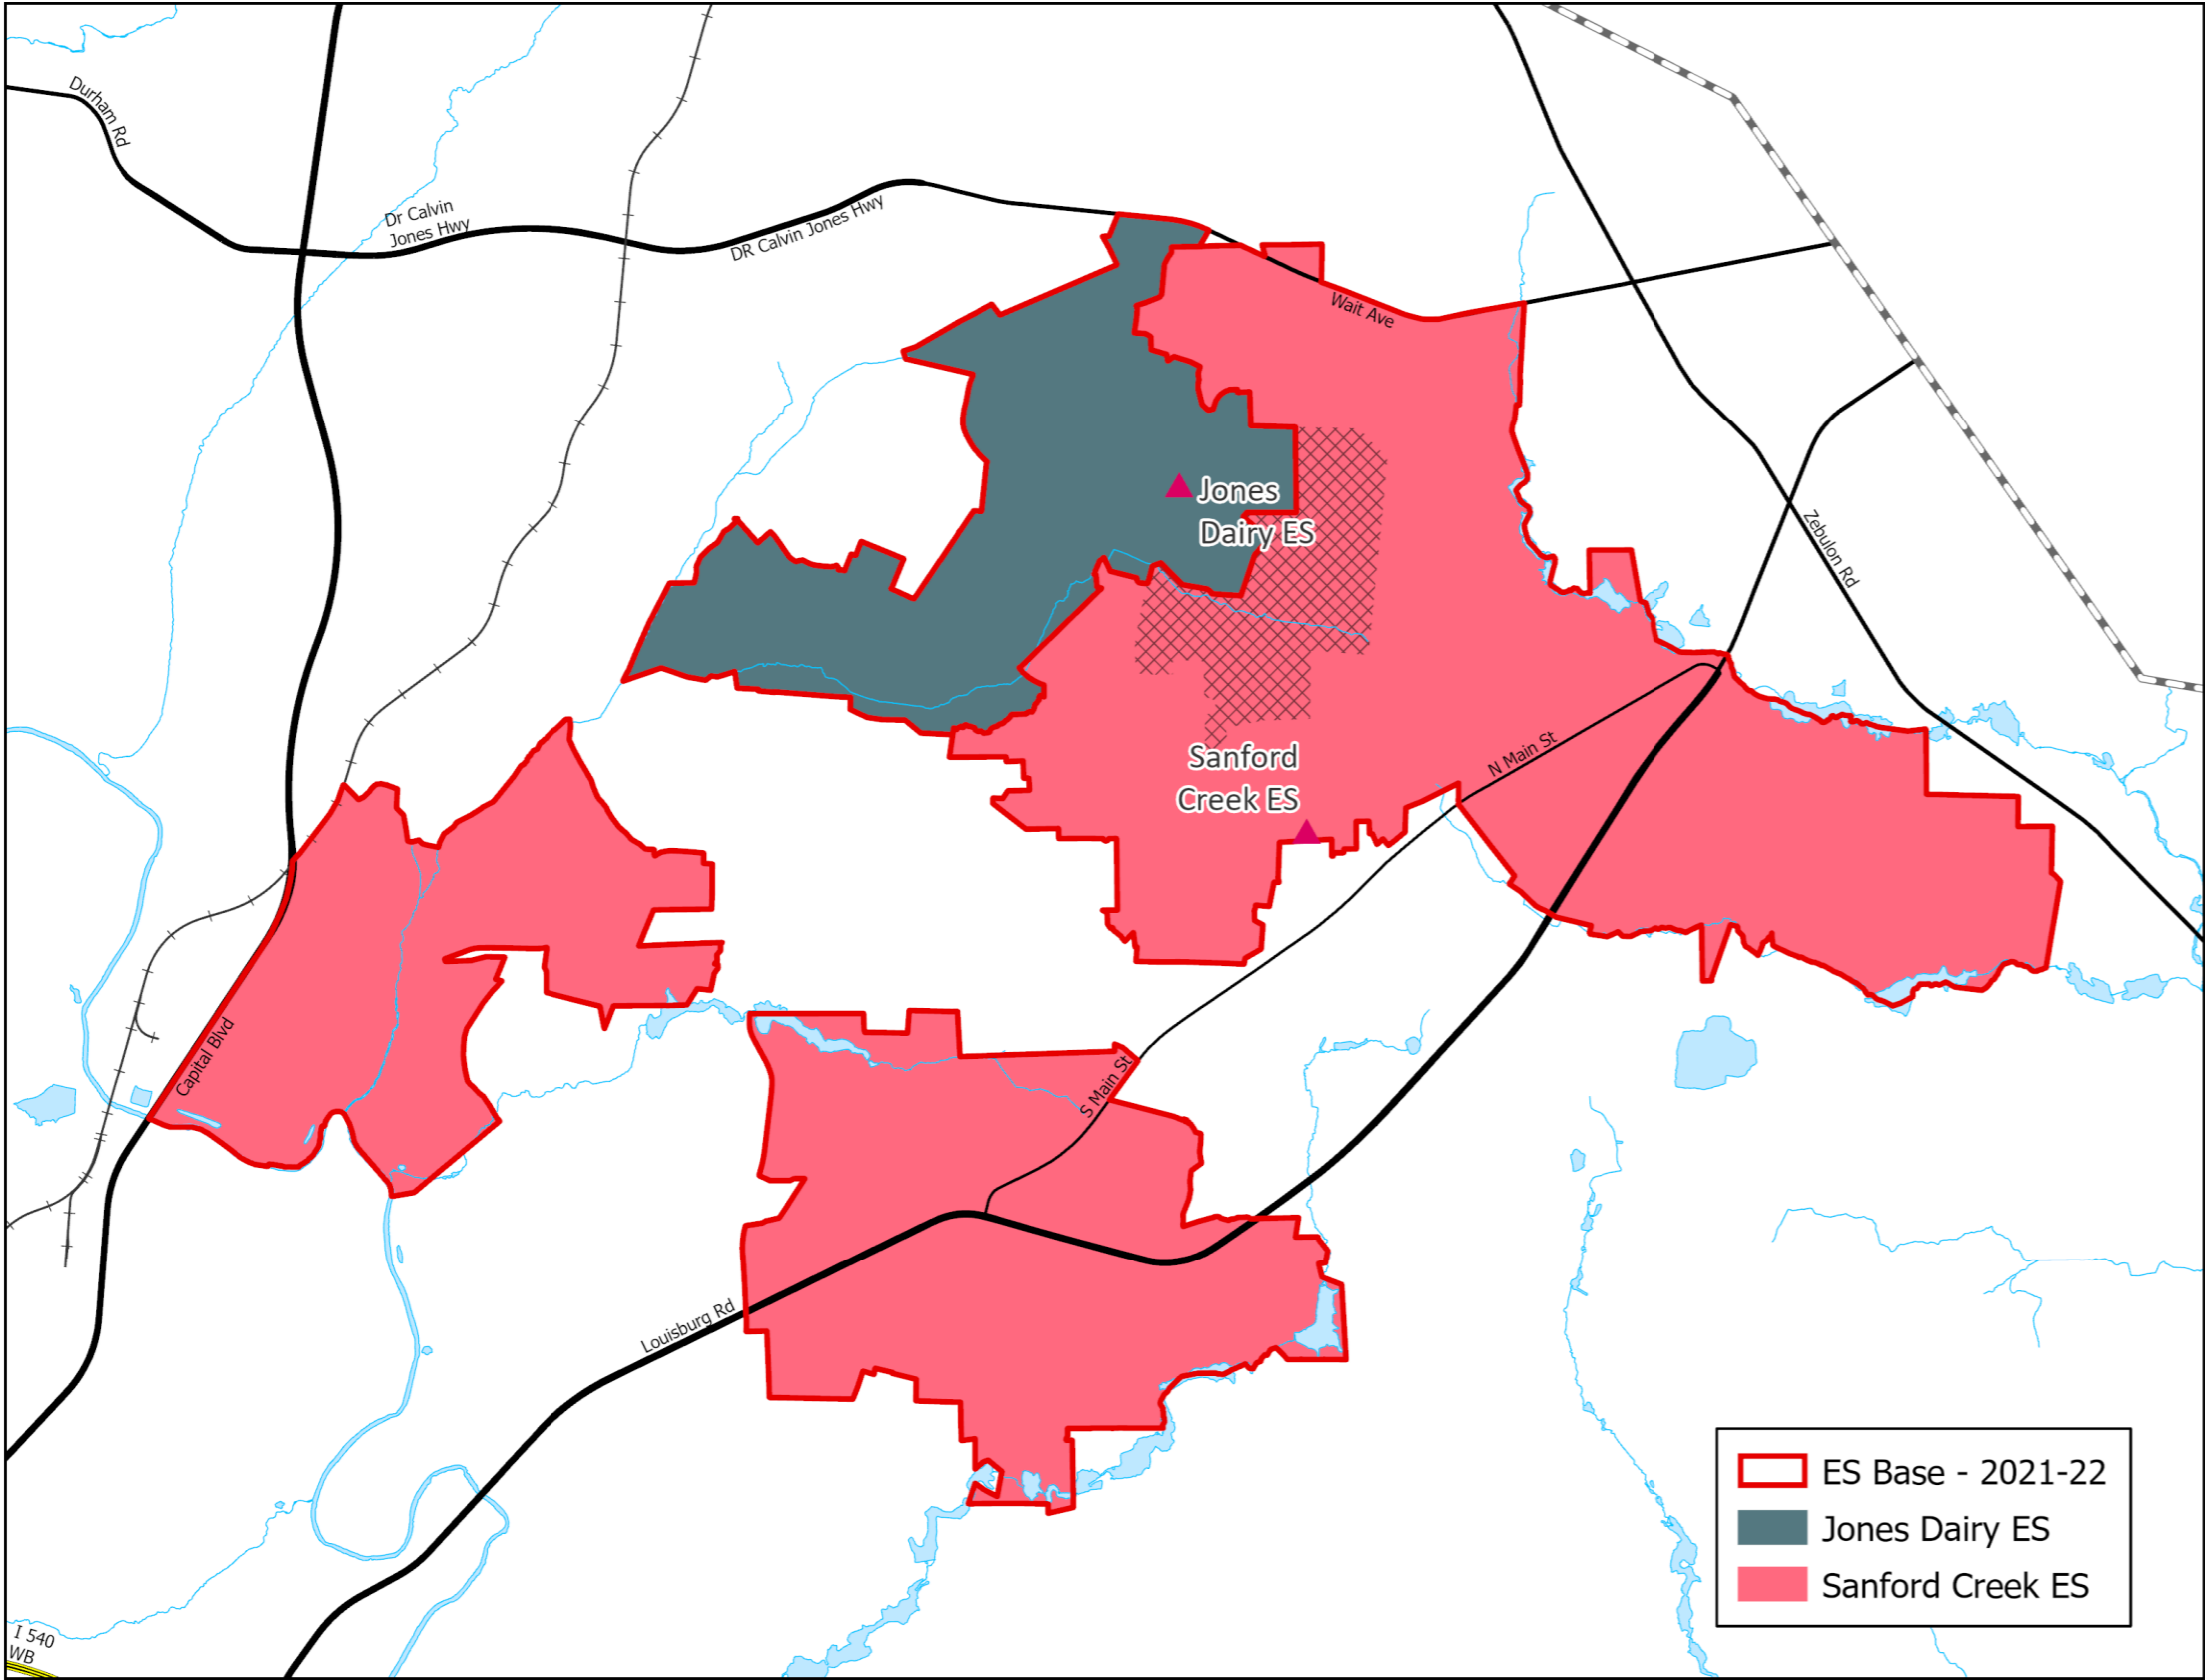 Durham Rd
Dr Calvin
Jones Hwy
DR Calvin Jones Hwy
Wait Ave
Jones
Dairy ES
Zebulon Rd
N Main St
Sanford
Creek ES
Capital Blvd
S Main St
Louisburg Rd
I 540
WB
ES Base - 2021-22
Jones Dairy ES
Sanford Creek ES